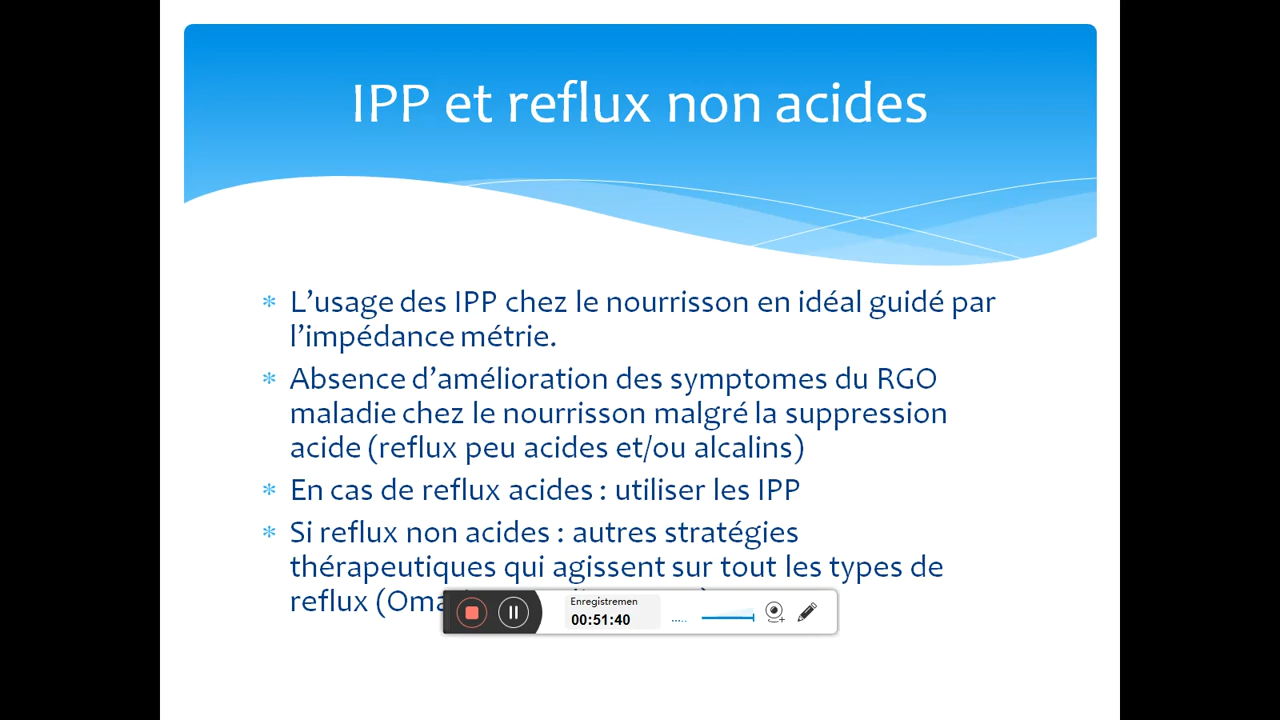 IPP et reflux non acides
* L’usage des IPP chez le nourrisson en idéal guidé par
l’impédance métrie.
* Absence d’amélioration des symptomes du RGO
maladie chez le nourrisson malgré la suppression
acide (reflux peu acides et/ou alcalins)
* En cas de reflux acides : utiliser les IPP
* Si reflux non acides : autres stratégies
thérapeutiques qui agissent sur tout les types de
reflux
Enregistremen
00:51:40